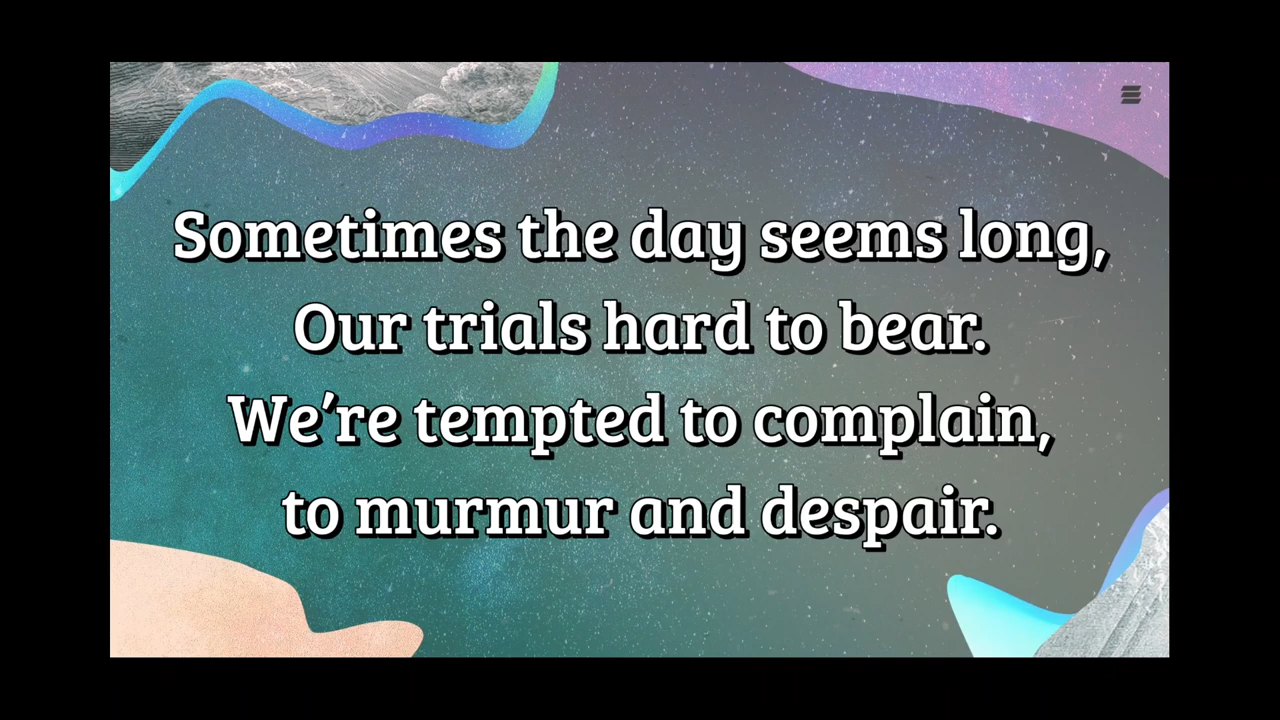 Sometimes the day seems long,
Our trials hard to bear.
We're tempted to complain,
to murmur and despair.